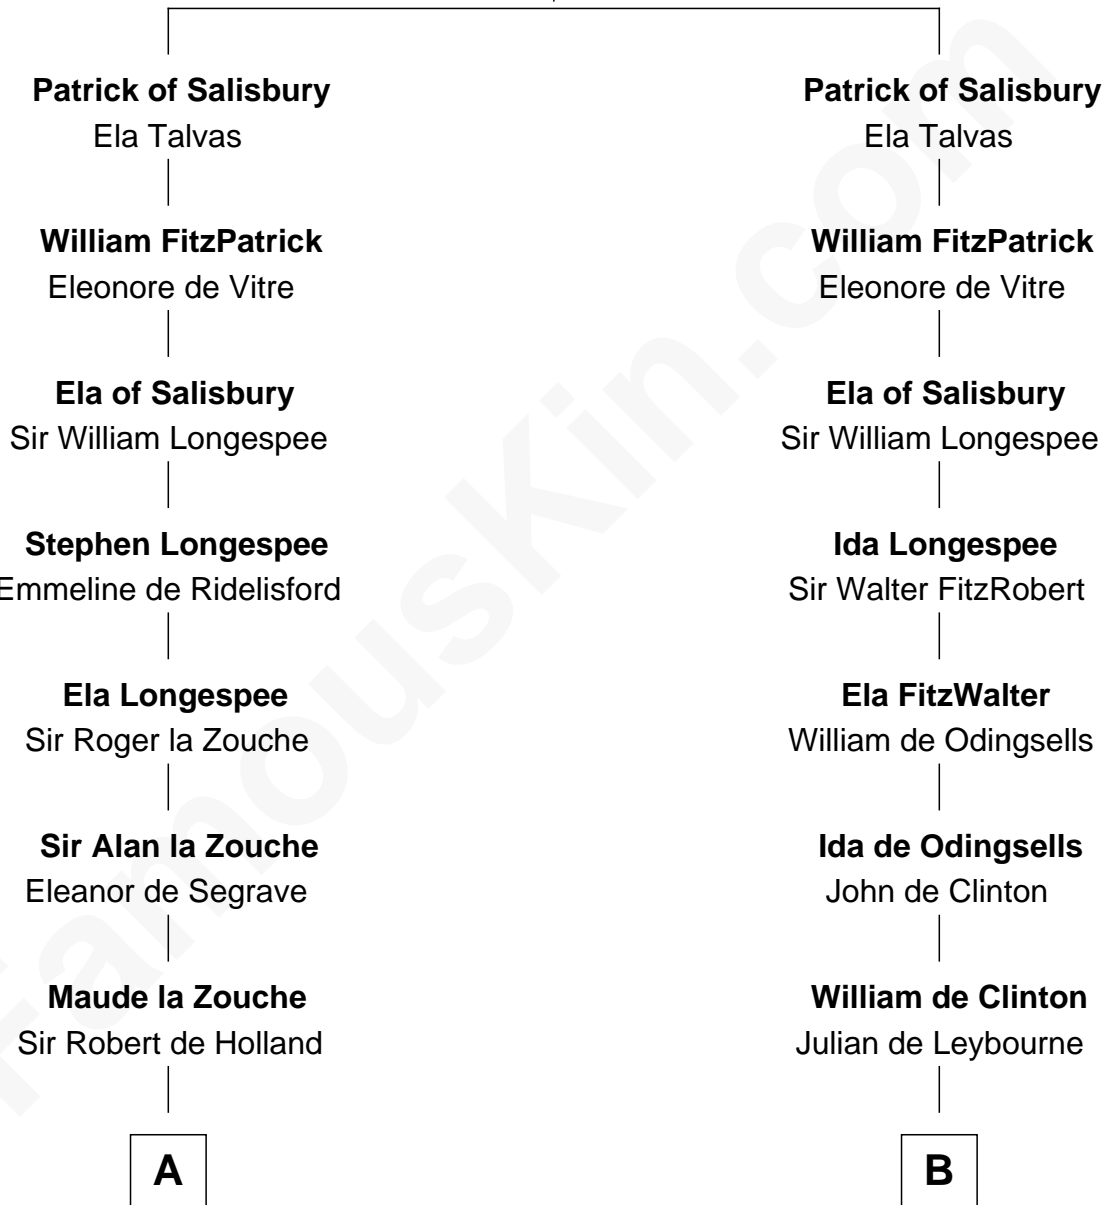 Patrick of Salisbury
Ela Talvas
William FitzPatrick
Eleonore de Vitre
Ela of Salisbury
Sir William Longespee
Stephen Longespee
Emmeline de Ridelisford
Ela Longespee
Sir Roger la Zouche
Sir Alan la Zouche
Eleanor de Segrave
Maude la Zouche
Sir Robert de Holland
A
Patrick of Salisbury
Ela Talvas
William FitzPatrick
Eleonore de Vitre
Ela of Salisbury
Sir William Longespee
Ida Longespee
Sir Walter FitzRobert
Ela FitzWalter
William de Odingsells
Ida de Odingsells
John de Clinton
William de Clinton
Julian de Leybourne
B
FamousKin.com